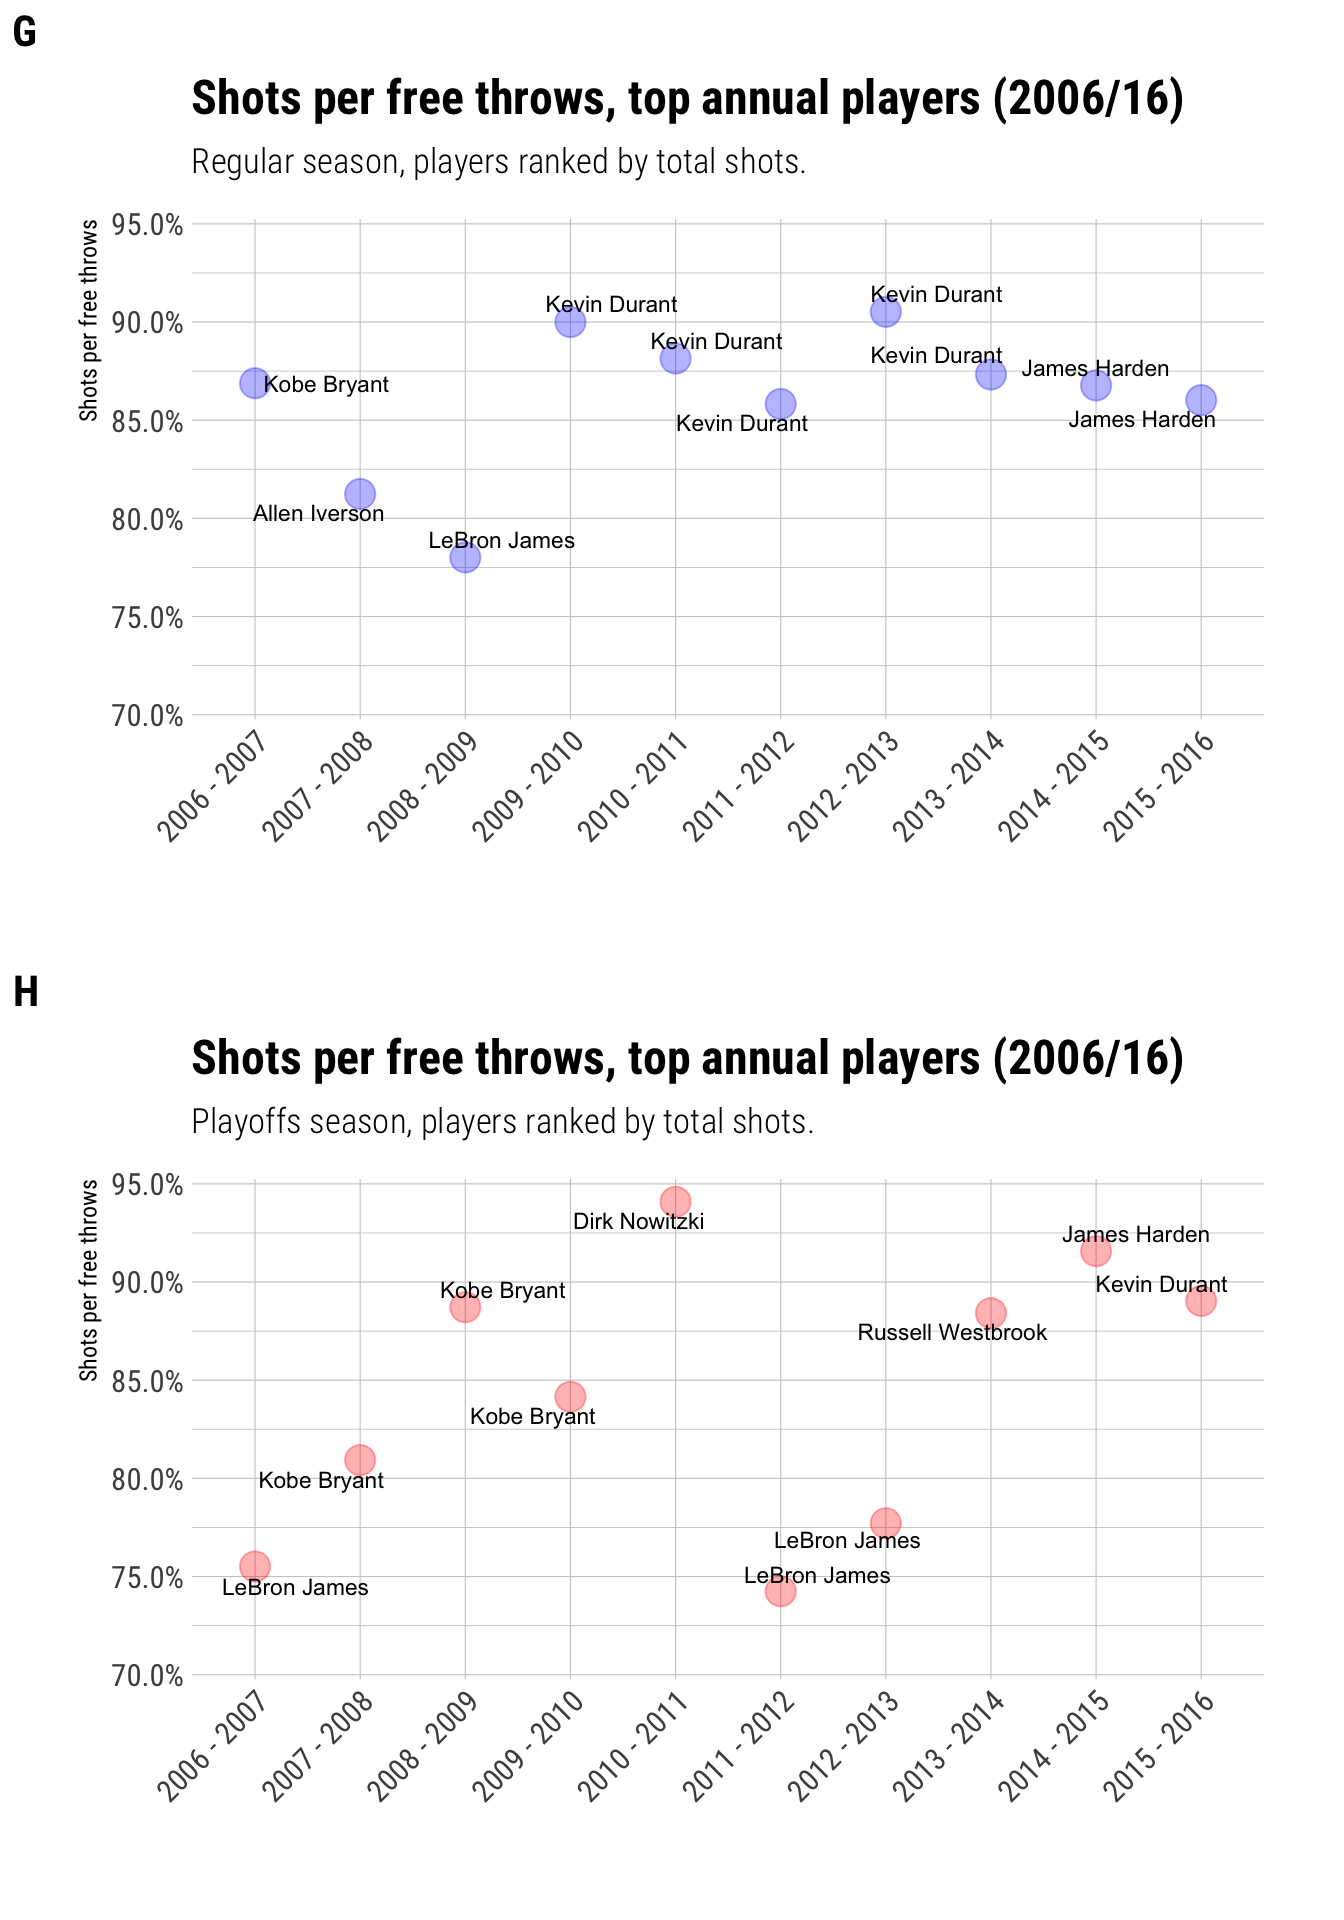 G
Shots per free throws, top annual players (2006/16)
Regular season, players ranked by total shots.
Shots per free throws
95.0%
90.0%
85.0%
80.0%
75.0%
70.0%
Kevin Durant
Kevin Durant
Kevin Durant
Kevin Durant
James Harden
Kobe Bryant
Kevin Durant
James Harden
Allen Iverson
LeBron James
2006 - 2007
2007 - 2008
2008 - 2009
2009 - 2010
2010 - 2011
2011 - 2012
2012 - 2013
2013 - 2014
2014 - 2015
2015 - 2016
H
Shots per free throws, top annual players (2006/16)
Playoffs season, players ranked by total shots.
Shots per free throws
95.0%
90.0%
85.0%
80.0%
75.0%
70.0%
Dirk Nowitzki
James Harden
Kevin Durant
Kobe Bryant
Russell Westbrook
Kobe Bryant
Kobe Bryant
LeBron James
LeBron James
LeBron James
2006 - 2007
2007 - 2008
2008 - 2009
2009 - 2010
2010 - 2011
2011 - 2012
2012 - 2013
2013 - 2014
2014 - 2015
2015 - 2016